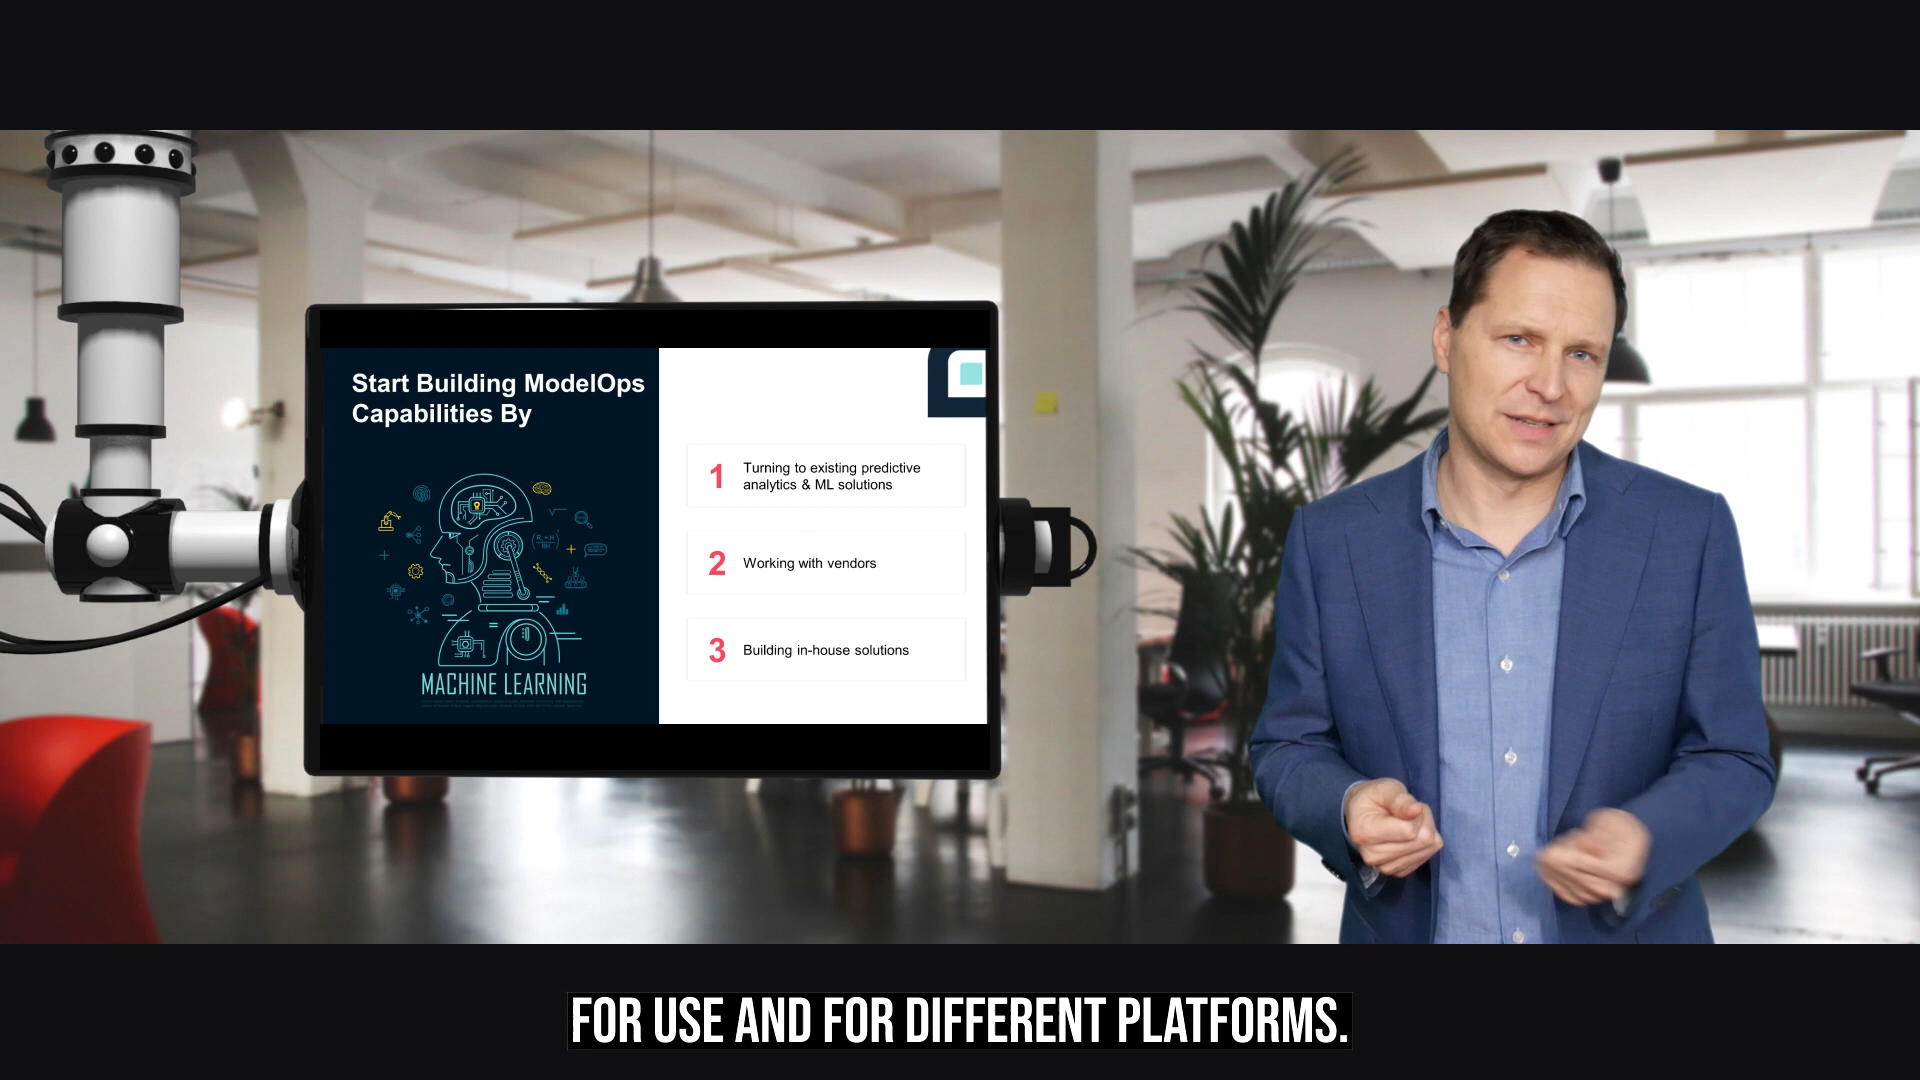 Start Building ModelOps
Capabilities By
1
Turning to existing predictive
analytics & ML solutions
2
Working with vendors
3
Building in-house solutions
MACHINE LEARNING
FOR USE AND FOR DIFFERENT PLATFORMS.